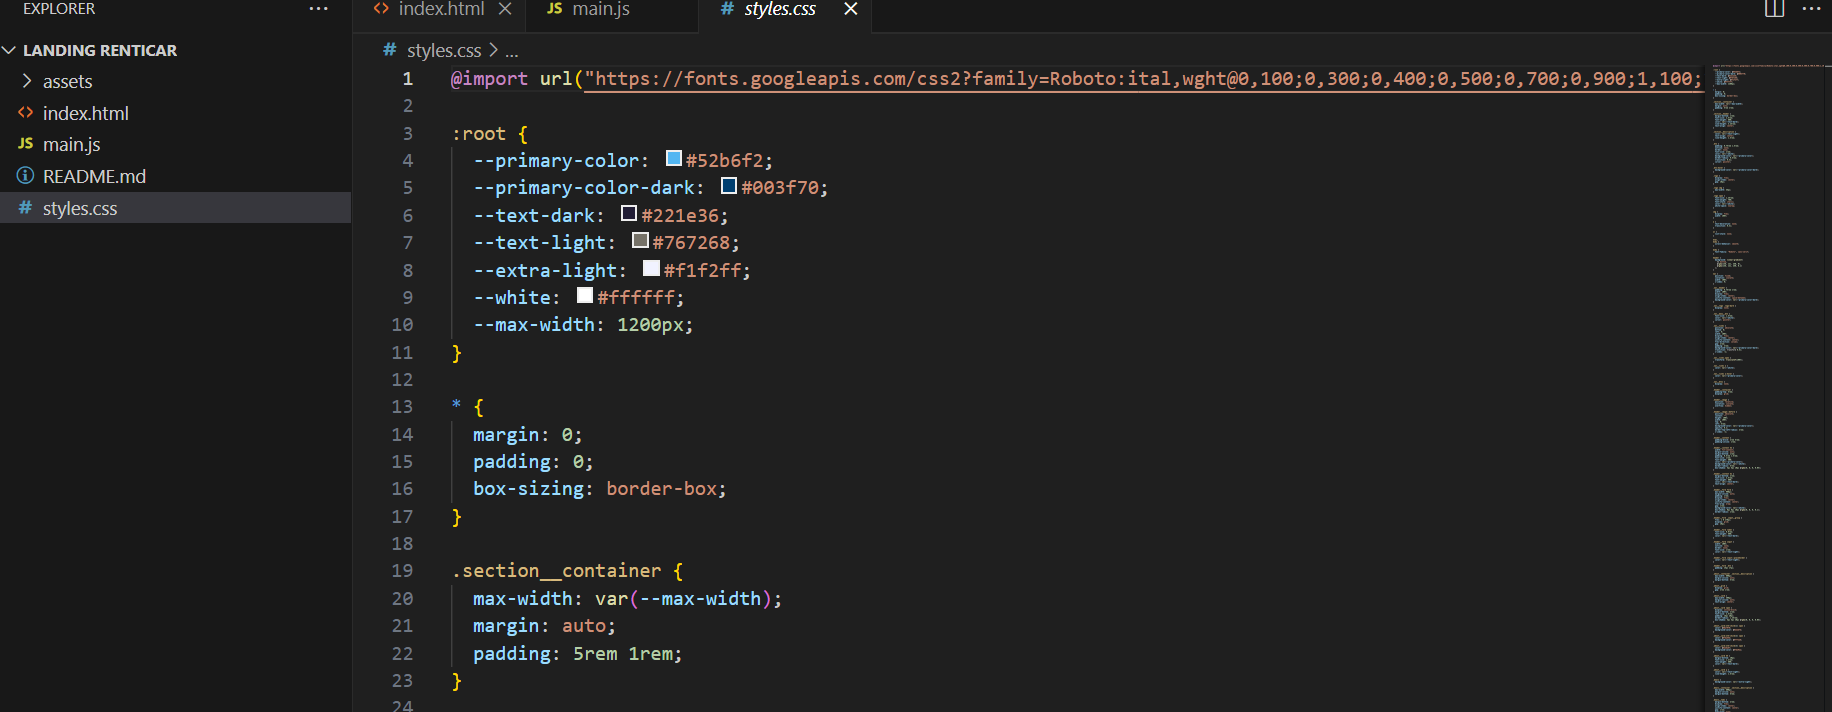 EXPLORER
LANDING RENTICAR
assets
index.html
JS main.js
README.md
# styles.css
index.html
JS main.js
# styles.css
# styles.css > ...
1 @import url("https://fonts.googleapis.com/css2?family=Roboto:ital,wght@0,100;0,300;0,400;0,500;0,700;0,900;1,100;
2
3 :root {
4 --primary-color: #52b6f2;
5 --primary-color-dark: #003f70;
6 --text-dark: #221e36;
7 --text-light: #767268;
8 --extra-light: #f1f2ff;
9 --white: #ffffff;
10 --max-width: 1200px;
11 }
12
13 * {
14 margin: 0;
15 padding: 0;
16 box-sizing: border-box;
17 }
18
19 .section__container {
20 max-width: var(--max-width);
21 margin: auto;
22 padding: 5rem 1rem;
23 }
24